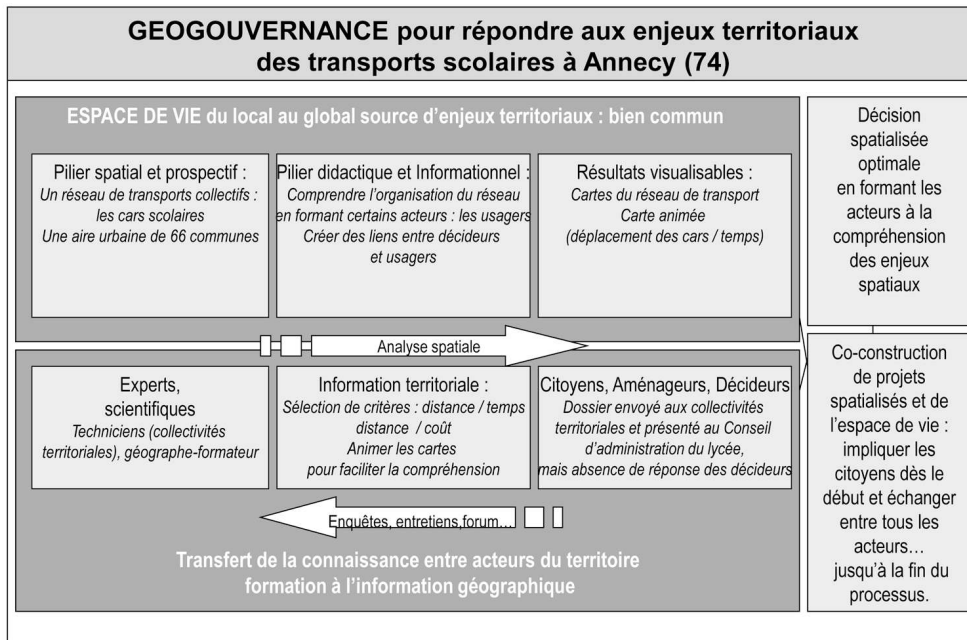 GEOGOUVERNANCE pour répondre aux enjeux territoriaux
des transports scolaires à Annecy (74)
ESPACE DE VIE du local au global source d’enjeux territoriaux : bien commun
Pilier spatial et prospectif :
Un réseau de transports collectifs :
les cars scolaires
Une aire urbaine de 66 communes
Pilier didactique et Informationnel :
Comprendre l’organisation du réseau
en formant certains acteurs : les usagers
Créer des liens entre décideurs
et usagers
Résultats visualisables :
Cartes du réseau de transport
Carte animée
(déplacement des cars / temps)
Analyse spatiale
Experts,
scientifiques
Techniciens (collectivités
territoriales), géographe-formateur
Information territoriale :
Sélection de critères : distance / temps
distance / coût
Animer les cartes
pour faciliter la compréhension
Citoyens, Aménageurs, Décideurs
Dossier envoyé aux collectivités
territoriales et présenté au Conseil
d’administration du lycée,
mais absence de réponse des décideurs
Enquêtes, entretiens,forum…
Transfert de la connaissance entre acteurs du territoire
formation à l’information géographique
Décision
spatialisée
optimale
en formant les
acteurs à la
compréhension
des enjeux
spatiaux
Co-construction
de projets
spatialisés et de
l’espace de vie :
impliquer les
citoyens dès le
début et échanger
entre tous les
acteurs…
jusqu’à la fin du
processus.